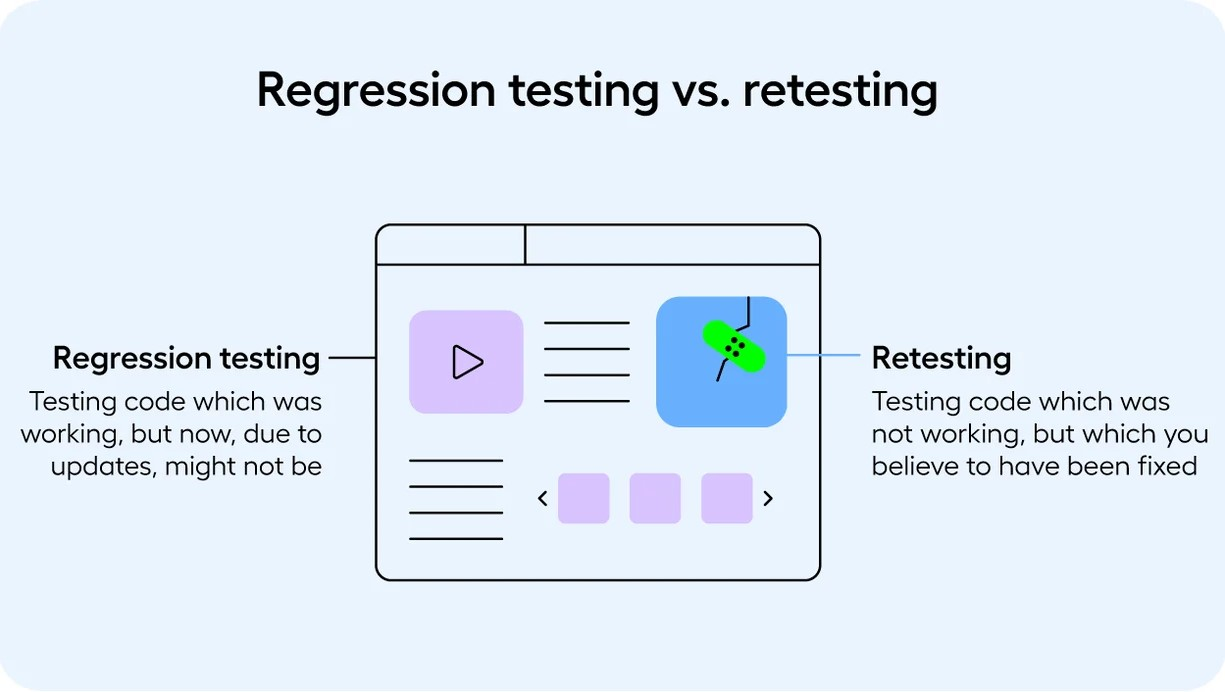 Regression testing vs. retesting
Regression testing
Testing code which was
working, but now, due to
updates, might not be
Retesting
Testing code which was
not working, but which you
believe to have been fixed